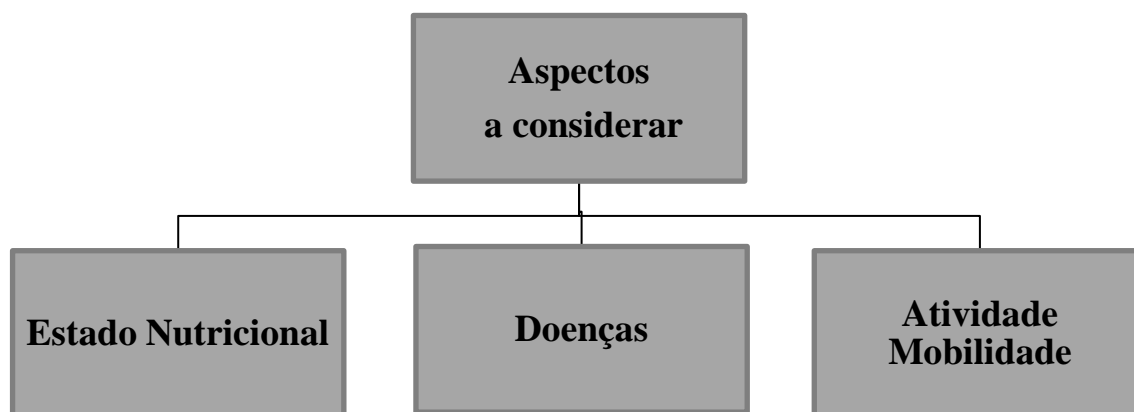 Aspectos
a considerar
Estado Nutricional
Doenças
Atividade
Mobilidade